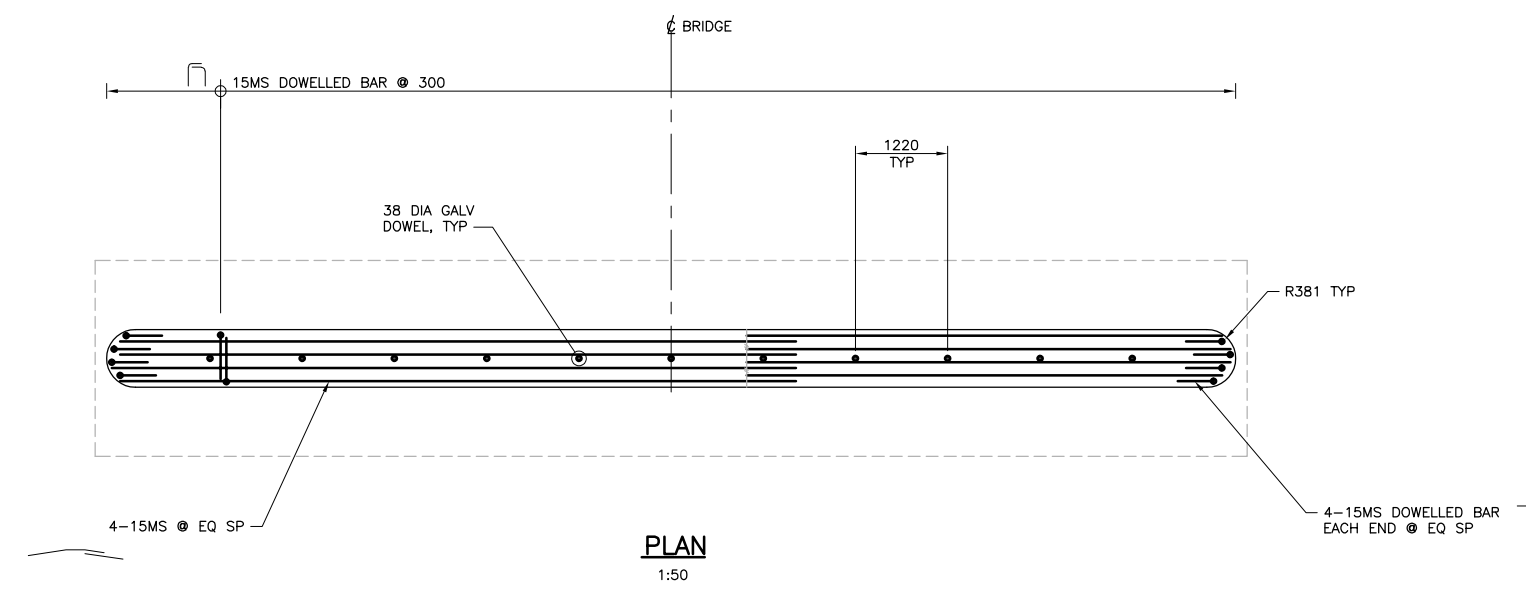 ℄ BRIDGE
15MS DOWELLED BAR @ 300
1220
TYP
38 DIA GALV
DOWEL, TYP
R381 TYP
4-15MS @ EQ SP
4-15MS DOWELLED BAR
EACH END @ EQ SP
PLAN
1:50